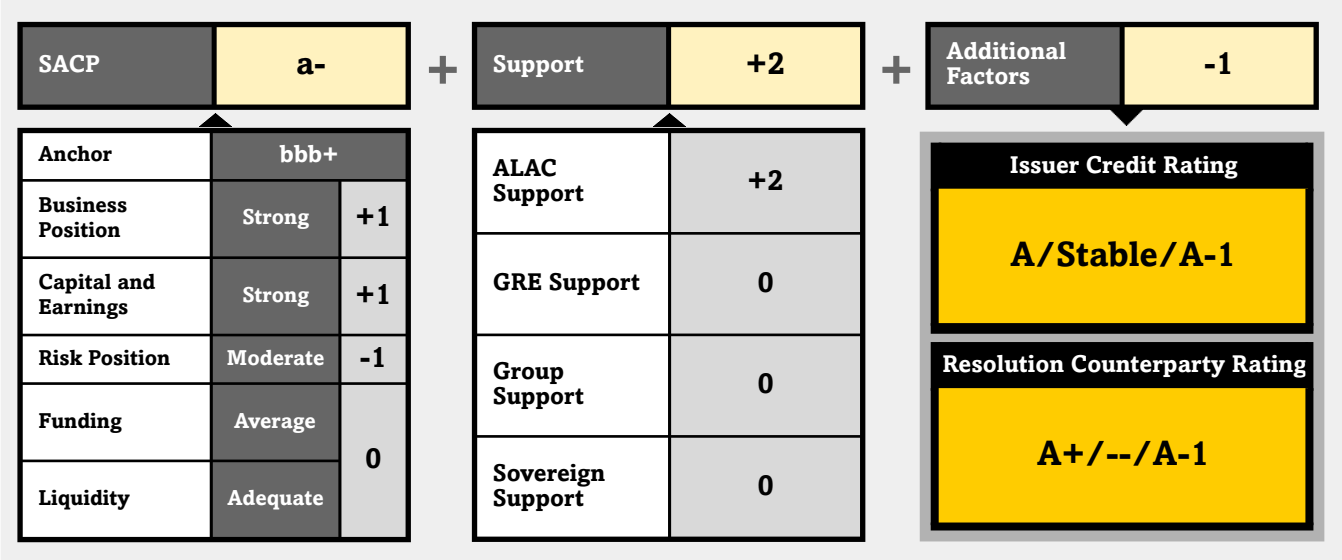 SACP
a-
+
Support
+2
+
Additional
Factors
-1
Anchor
bbb+
Business
Position
Strong
+1
Capital and
Earnings
Strong
+1
Risk Position
Moderate
-1
Funding
Average
0
Liquidity
Adequate
ALAC
Support
+2
GRE Support
0
Group
Support
0
Sovereign
Support
0
Issuer Credit Rating
A/Stable/A-1
Resolution Counterparty Rating
A+/--/A-1